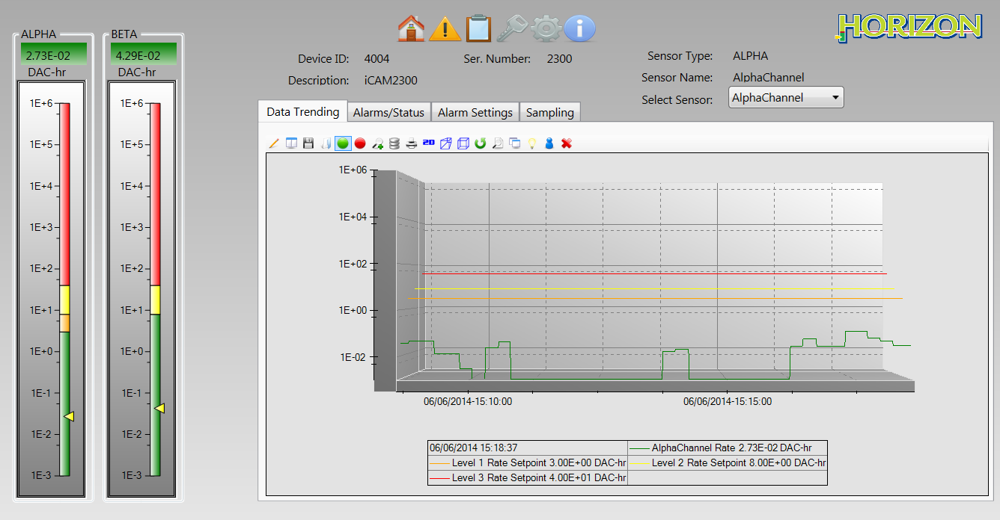 HORIZON
ALPHA
2.73E-02
DAC-hr
1E+6
1E+5
1E+4
1E+3
1E+2
1E+1
1E+0
1E-1
1E-2
1E-3
BETA
4.29E-02
DAC-hr
1E+6
1E+5
1E+4
1E+3
1E+2
1E+1
1E+0
1E-1
1E-2
1E-3
Device ID: 4004
Ser. Number: 2300
Description: iCAM2300
Sensor Type: ALPHA
Sensor Name: AlphaChannel
Select Sensor: AlphaChannel
Data Trending
Alarms/Status
Alarm Settings
Sampling
2D
1E+06
1E+04
1E+02
1E+00
1E-02
06/06/2014-15:10:00
06/06/2014-15:15:00
06/06/2014 15:18:37
AlphaChannel Rate 2.73E-02 DAC-hr
Level 1 Rate Setpoint 3.00E+00 DAC-hr
Level 2 Rate Setpoint 8.00E+00 DAC-hr
Level 3 Rate Setpoint 4.00E+01 DAC-hr